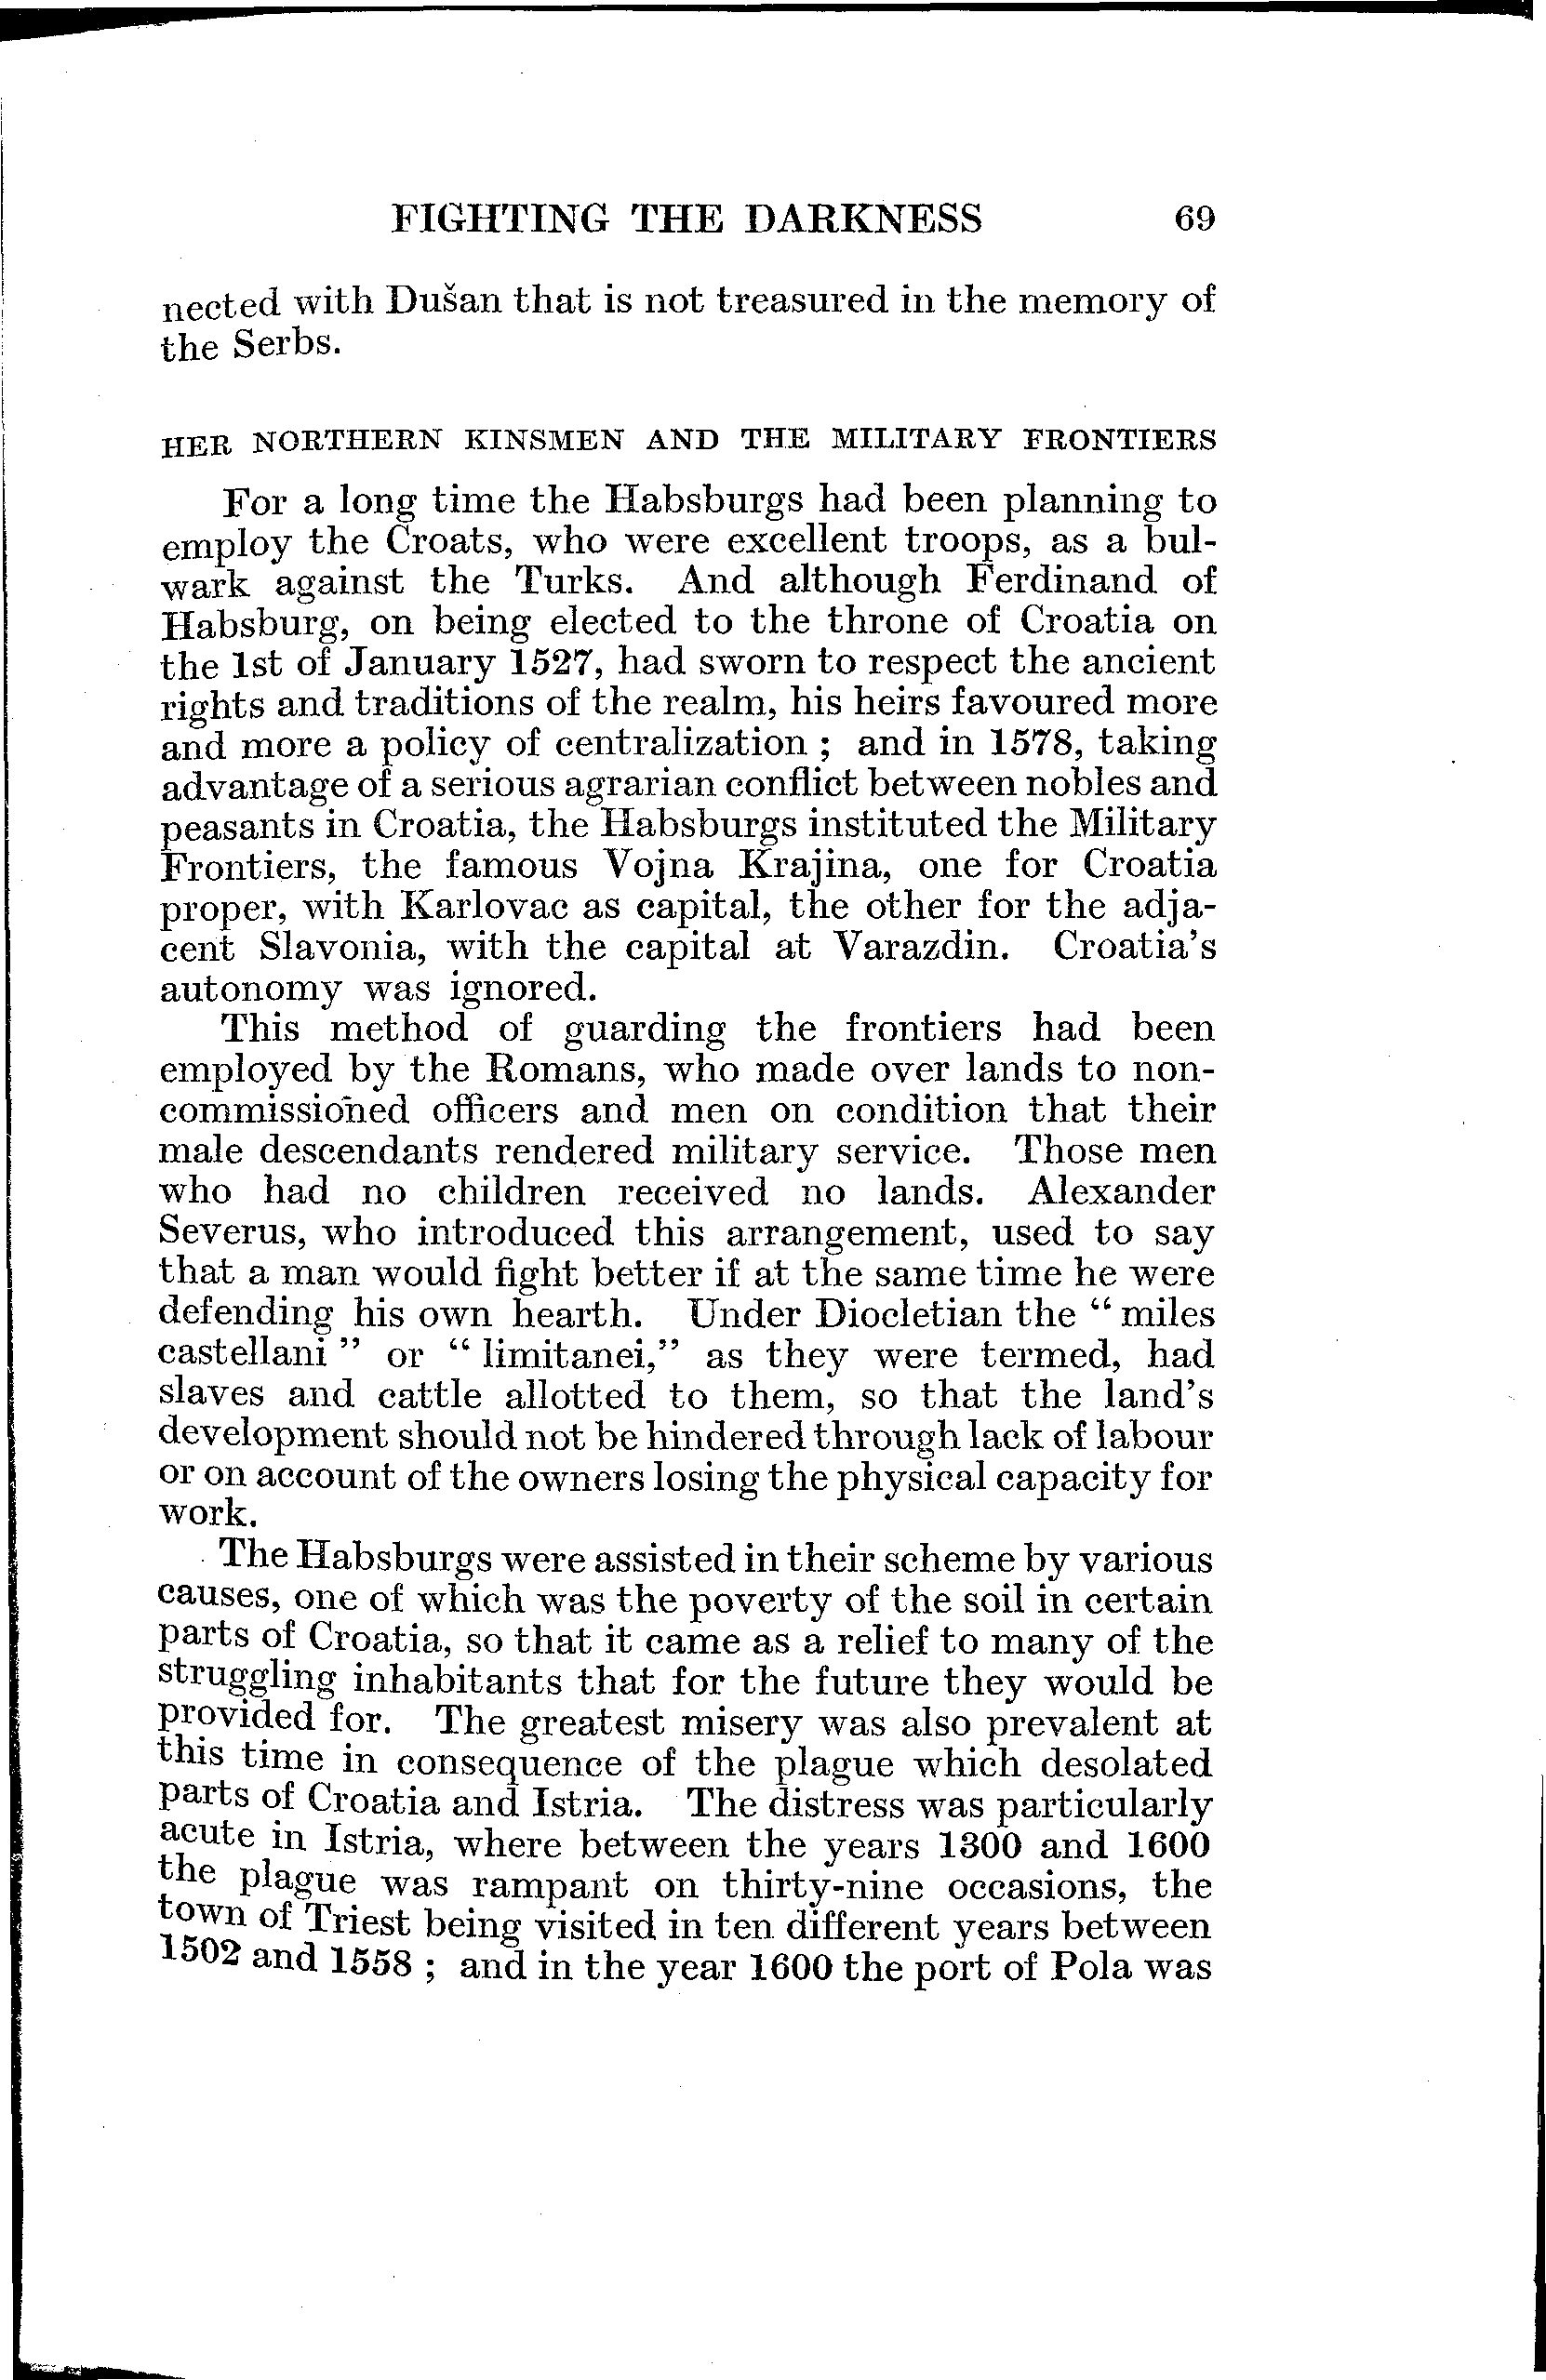 FIGHTING THE DARKNESS 69
nected with Dušan that is not treasured in the memory of
the Serbs.
HER NORTHERN KINSMEN AND THE MILITARY FRONTIERS
For a long time the Habsburgs had been planning to
employ the Croats, who were excellent troops, as a bul-
wark against the Turks. And although Ferdinand of
Habsburg, on being elected to the throne of Croatia on
the 1st of January 1527, had sworn to respect the ancient
rights and traditions of the realm, his heirs favoured more
and more a policy of centralization ; and in 1578, taking
advantage of a serious agrarian conflict between nobles and
peasants in Croatia, the Habsburgs instituted the Military
Frontiers, the famous Vojna Krajina, one for Croatia
proper, with Karlovac as capital, the other for the adja-
cent Slavonia, with the capital at Varazdin. Croatia's
autonomy was ignored.
This method of guarding the frontiers had been
employed by the Romans, who made over lands to non-
commissioned officers and men on condition that their
male descendants rendered military service. Those men
who had no children received no lands. Alexander
Severus, who introduced this arrangement, used to say
that a man would fight better if at the same time he were
defending his own hearth. Under Diocletian the “ miles
castellani ” or “ limitanei,” as they were termed, had
slaves and cattle allotted to them, so that the land's
development should not be hindered through lack of labour
or on account of the owners losing the physical capacity for
work.
The Habsburgs were assisted in their scheme by various
causes, one of which was the poverty of the soil in certain
parts of Croatia, so that it came as a relief to many of the
struggling inhabitants that for the future they would be
provided for. The greatest misery was also prevalent at
this time in consequence of the plague which desolated
parts of Croatia and Istria. The distress was particularly
acute in Istria, where between the years 1300 and 1600
the plague was rampant on thirty-nine occasions, the
town of Triest being visited in ten different years between
1502 and 1558 ; and in the year 1600 the port of Pola was